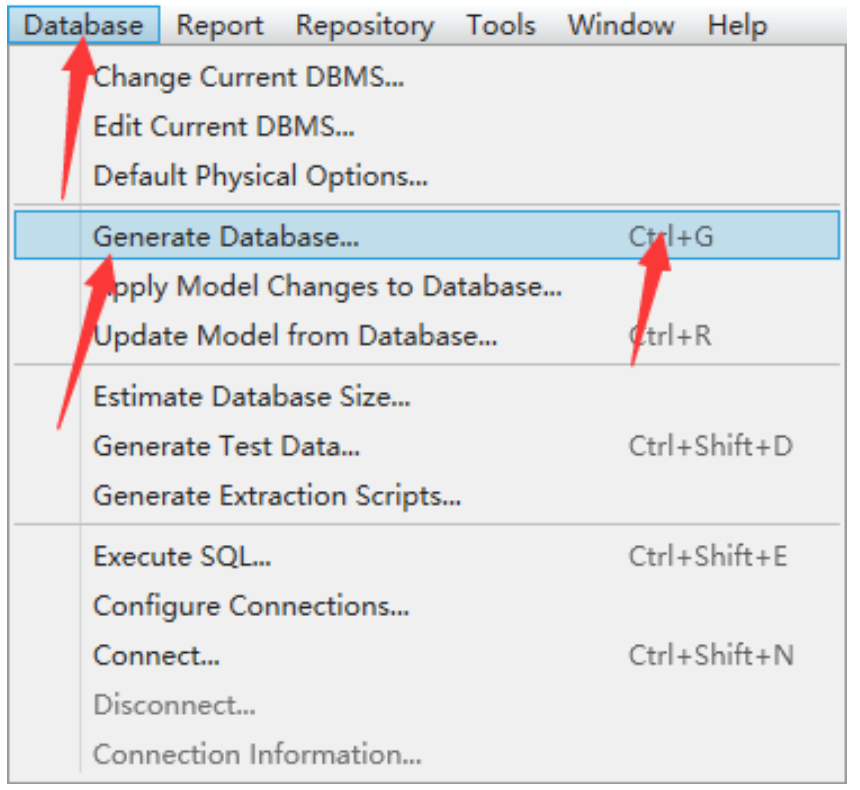 Database Report Repository Tools Window Help
Change Current DBMS...
Edit Current DBMS...
Default Physical Options...
Generate Database... Ctrl+G
Apply Model Changes to Database...
Update Model from Database... Ctrl+R
Estimate Database Size...
Generate Test Data... Ctrl+Shift+D
Generate Extraction Scripts...
Execute SQL... Ctrl+Shift+E
Configure Connections...
Connect... Ctrl+Shift+N
Disconnect...
Connection Information...